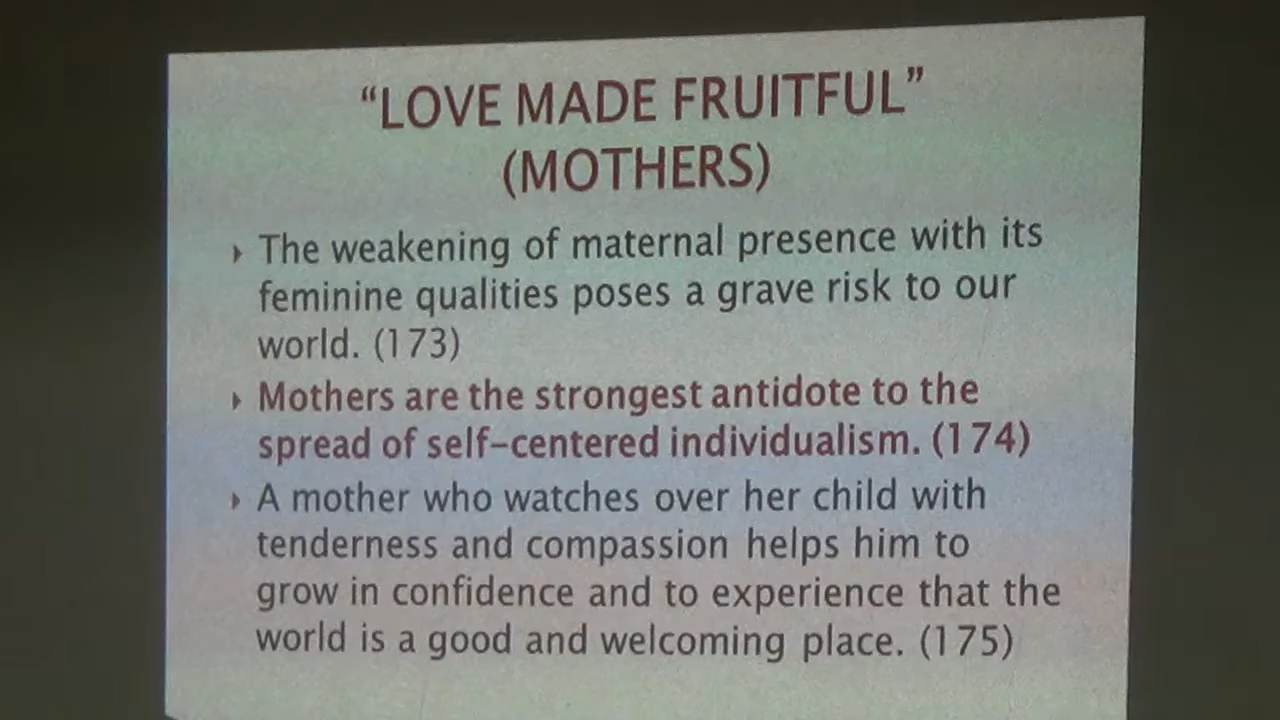 “LOVE MADE FRUITFUL”
(MOTHERS)
The weakening of maternal presence with its
feminine qualities poses a grave risk to our
world. (173)
Mothers are the strongest antidote to the
spread of self-centered individualism. (174)
A mother who watches over her child with
tenderness and compassion helps him to
grow in confidence and to experience that the
world is a good and welcoming place. (175)